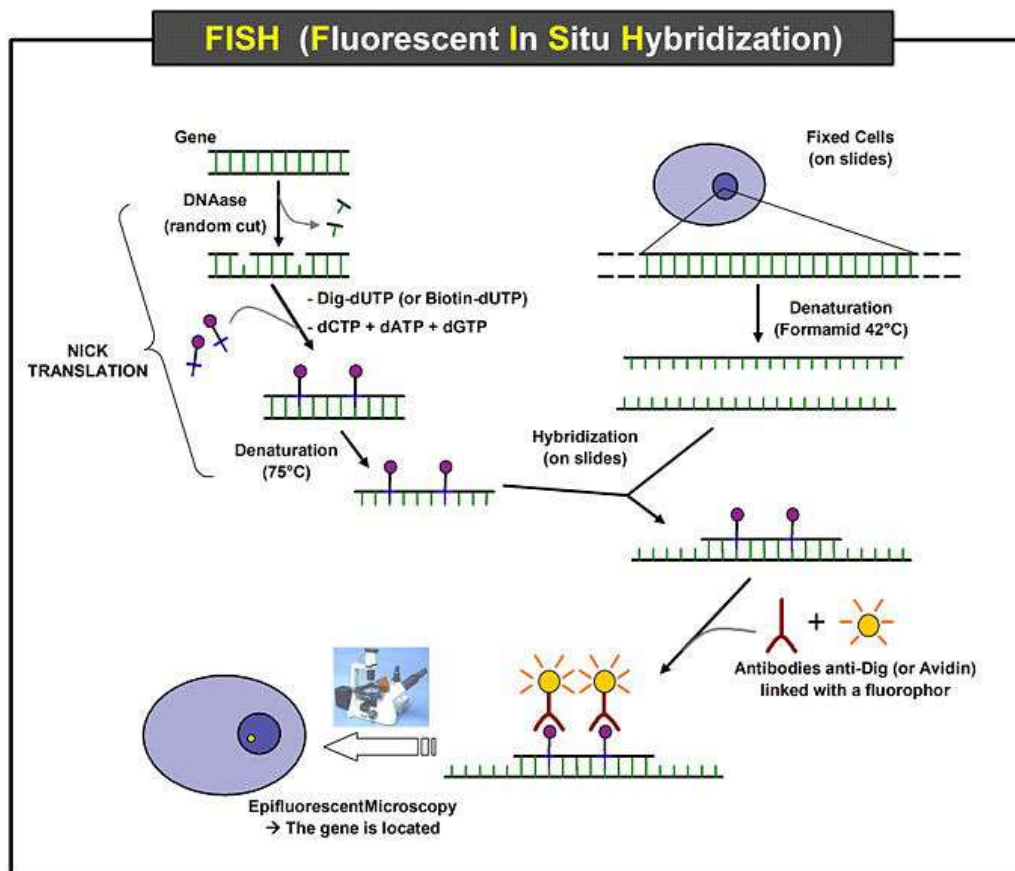 FISH (Fluorescent In Situ Hybridization)
Gene
DNAase
(random cut)
- Dig-dUTP (or Biotin-dUTP)
- dCTP + dATP + dGTP
NICK
TRANSLATION
Denaturation
(75°C)
Fixed Cells
(on slides)
Denaturation
(Formamid 42°C)
Hybridization
(on slides)
+
Antibodies anti-Dig (or Avidin)
linked with a fluorophor
EpifluorescentMicroscopy
→ The gene is located